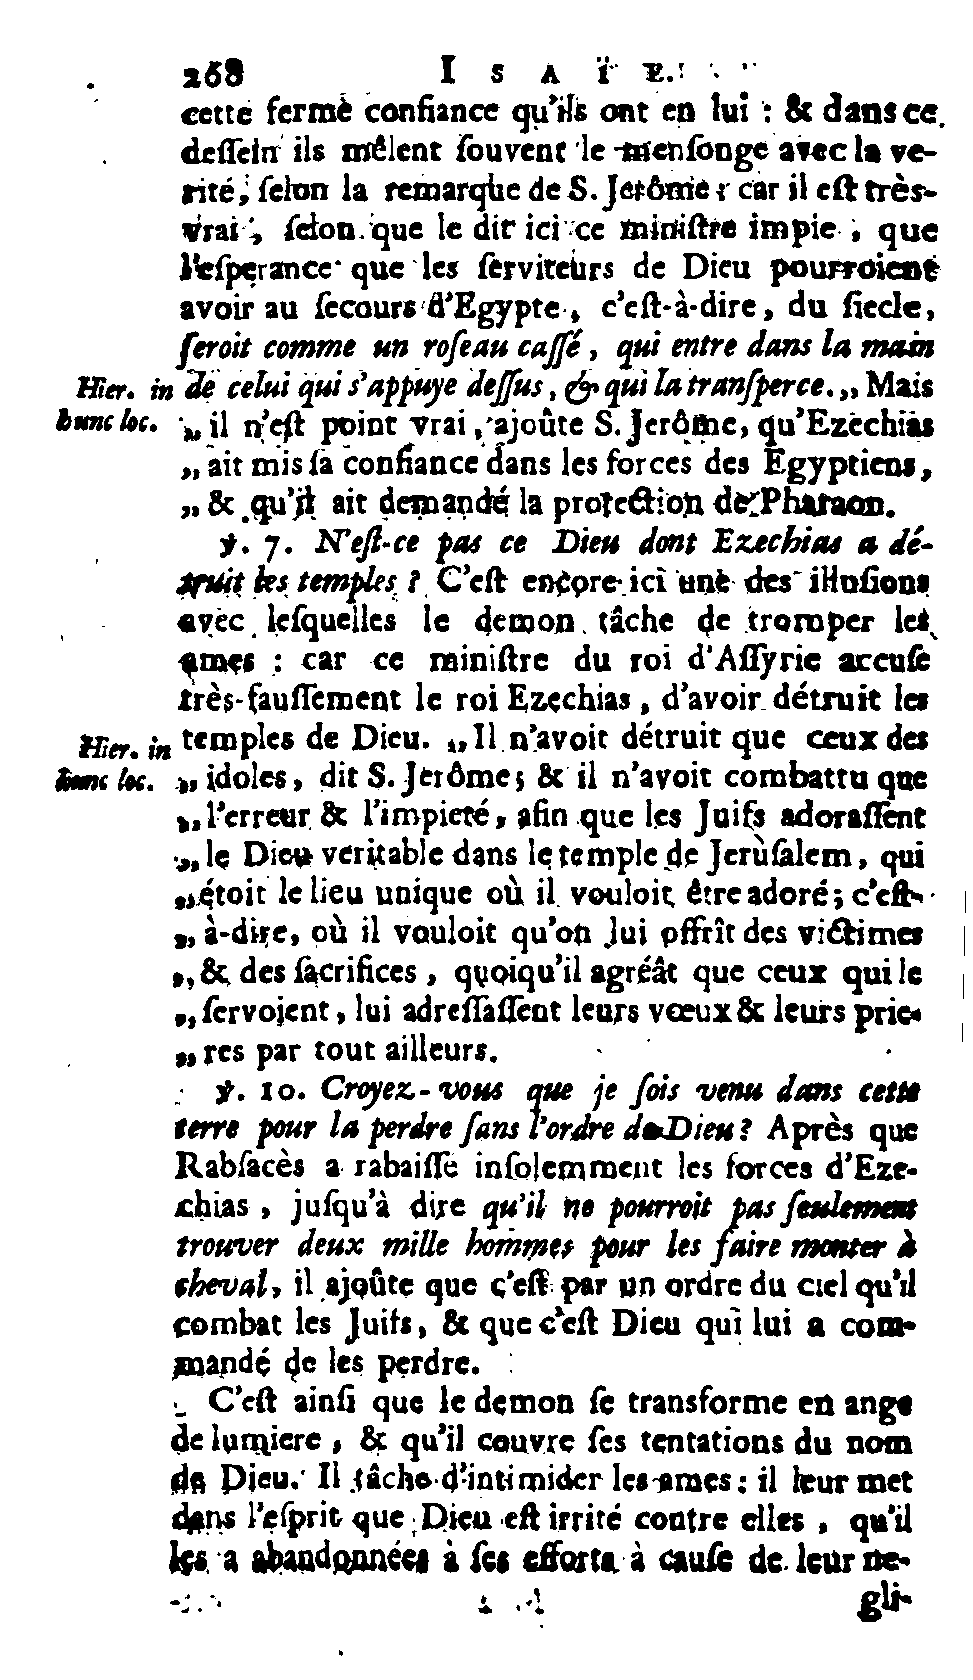 268 ISAÏE.
cette ferme confiance qu'ils ont en lui : & dans ce
deſſein ils mêlent ſouvent le menſonge avec la ve-
rité, ſelon la remarque de S. Jerôme : car il eſt très-
vrai, ſelon que le dit ici ce miniſtre impie, que
l'eſperance que les ſerviteurs de Dieu pourroient
avoir au ſecours d'Egypte, c'eſt-à-dire, du ſiecle,
ſeroit comme un roſeau caſſé, qui entre dans la main
Hier. in de celui qui s'appuye deſſus, & qui la tranſperce. ,, Mais
hunc loc. ,, il n'eſt point vrai, ajoûte S. Jerôme, qu'Ezechias
,, ait mis ſa confiance dans les forces des Egyptiens,
,, & qu'il ait demandé la protection de Pharaon.
℣. 7. N'eſt-ce pas ce Dieu dont Ezechias a dé-
truit les temples ? C'eſt encore ici une des illuſions
avec leſquelles le demon tâche de tromper les
ames : car ce miniſtre du roi d'Aſſyrie accuſe
très-fauſſement le roi Ezechias, d'avoir détruit les
Hier. in temples de Dieu. ,, Il n'avoit détruit que ceux des
hunc loc. ,, idoles, dit S. Jerôme; & il n'avoit combattu que
,, l'erreur & l'impieté, afin que les Juifs adoraſſent
,, le Dieu veritable dans le temple de Jeruſalem, qui
,, étoit le lieu unique où il vouloit être adoré; c'eſt-
,, à-dire, où il vouloit qu'on lui offrît des victimes
,, & des ſacrifices, quoiqu'il agréât que ceux qui le
,, ſervoient, lui adreſſaſſent leurs vœux & leurs prie-
,, res par tout ailleurs.
℣. 10. Croyez-vous que je ſois venu dans cette
terre pour la perdre ſans l'ordre de Dieu ? Après que
Rabſacès a rabaiſſé inſolemment les forces d'Eze-
chias, juſqu'à dire qu'il ne pourroit pas ſeulement
trouver deux mille hommes pour les faire monter à
cheval, il ajoûte que c'eſt par un ordre du ciel qu'il
combat les Juifs, & que c'eſt Dieu qui lui a com-
mandé de les perdre.
C'eſt ainſi que le demon ſe transforme en ange
de lumiere, & qu'il couvre ſes tentations du nom
de Dieu. Il tâche d'intimider les ames : il leur met
dans l'eſprit que Dieu eſt irrité contre elles, qu'il
les a abandonnées à ſes efforts à cauſe de leur ne-
gli-